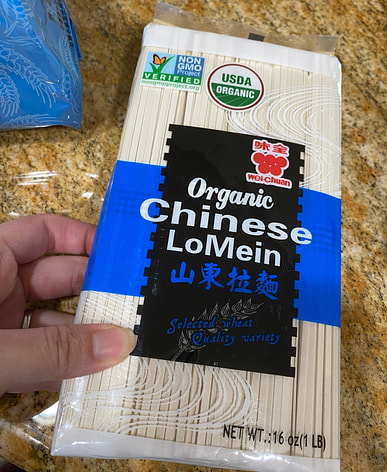 NON
GMO
Project
VERIFIED
nongmoproject.org
USDA
ORGANIC
味全
WEI-CHUAN
Organic
Chinese
LoMein
山東拉麵
Selected wheat
Quality variety
NET WT.:16 oz(1 LB)